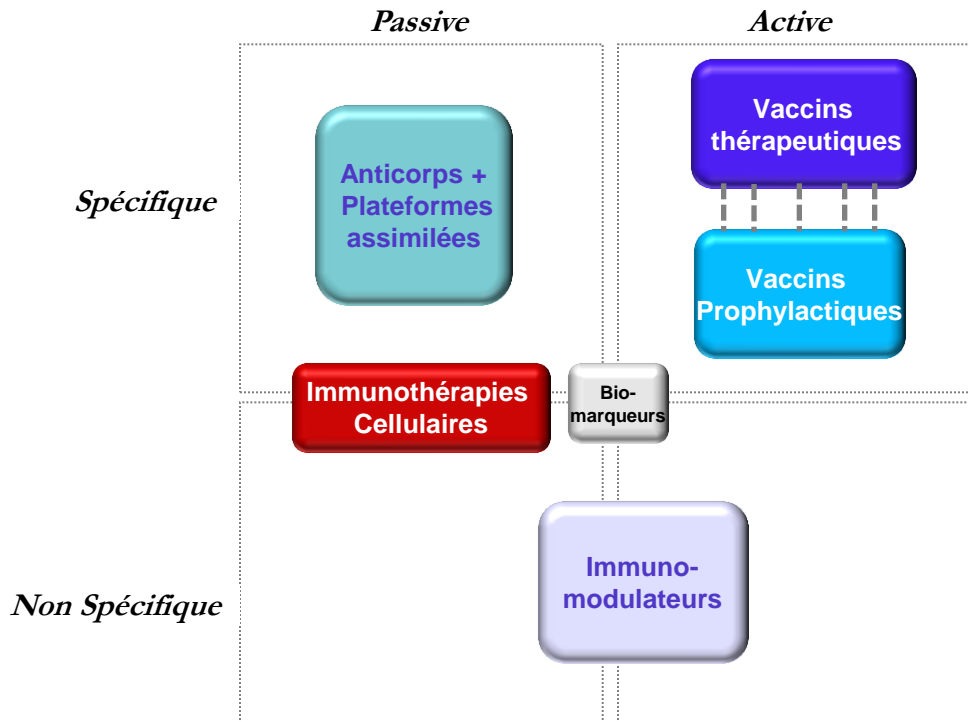 Passive
Active
Spécifique
Anticorps +
Plateformes
assimilées
Vaccins
thérapeutiques
Vaccins
Prophylactiques
Immunothérapies
Cellulaires
Bio-
marqueurs
Non Spécifique
Immuno-
modulateurs